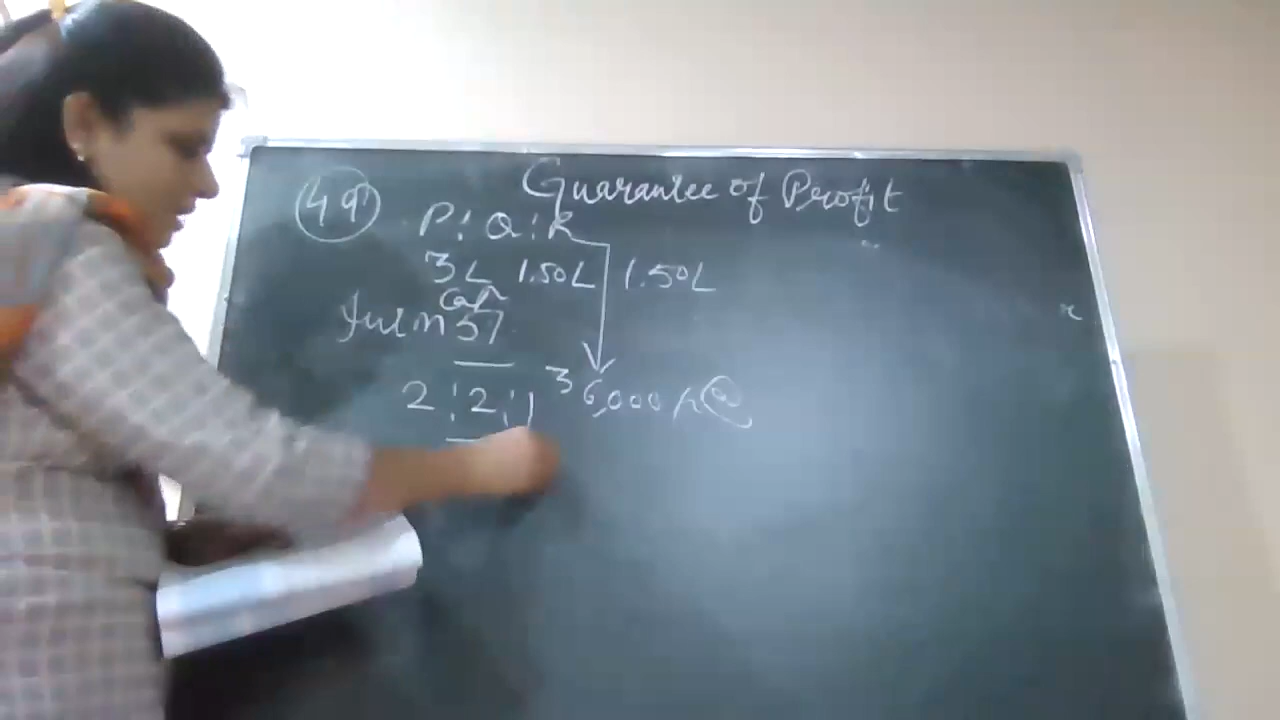 Guarantee of Profit
49
P : Q : R
3L 1.50L 1.50L
Cap
2 : 2 : 1 36,000
x